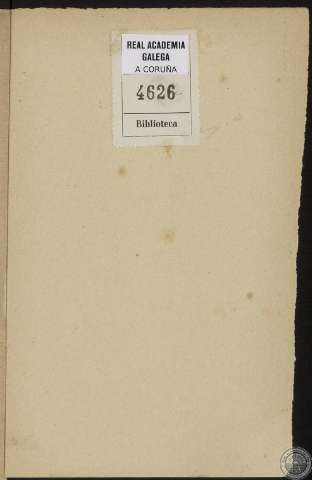 REAL ACADEMIA
GALEGA
A CORUÑA
4626
Biblioteca